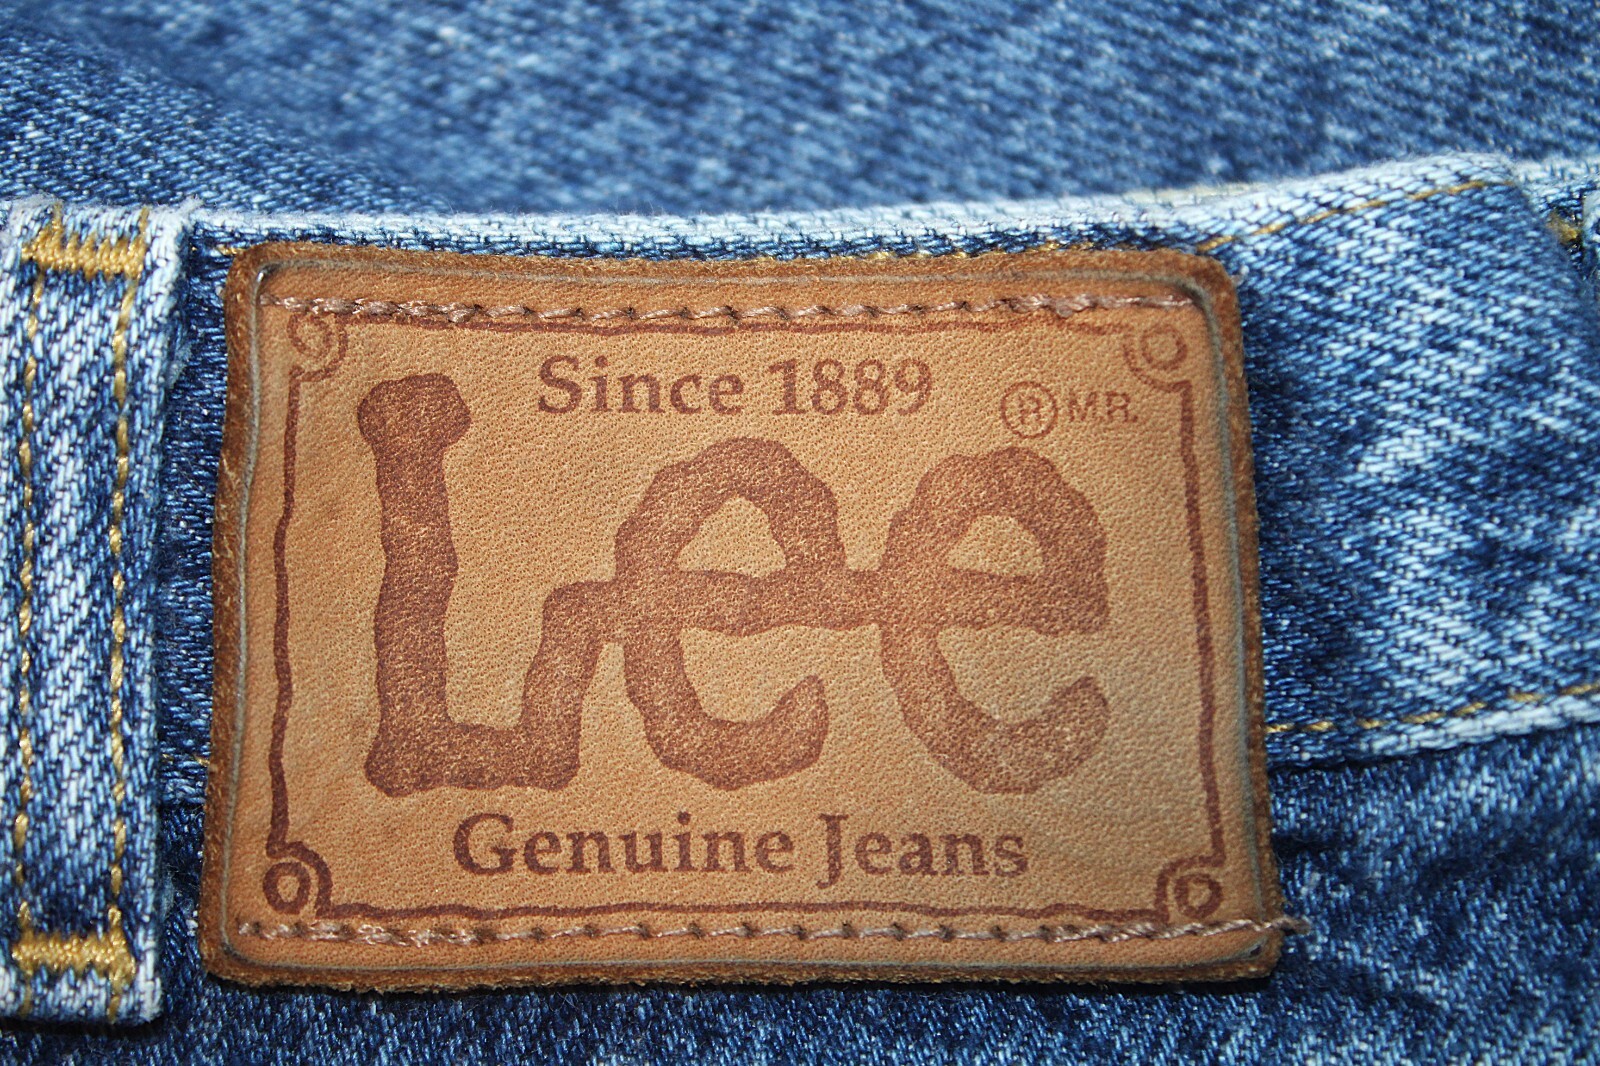 Since 1889
® MR.
Lee
Genuine Jeans